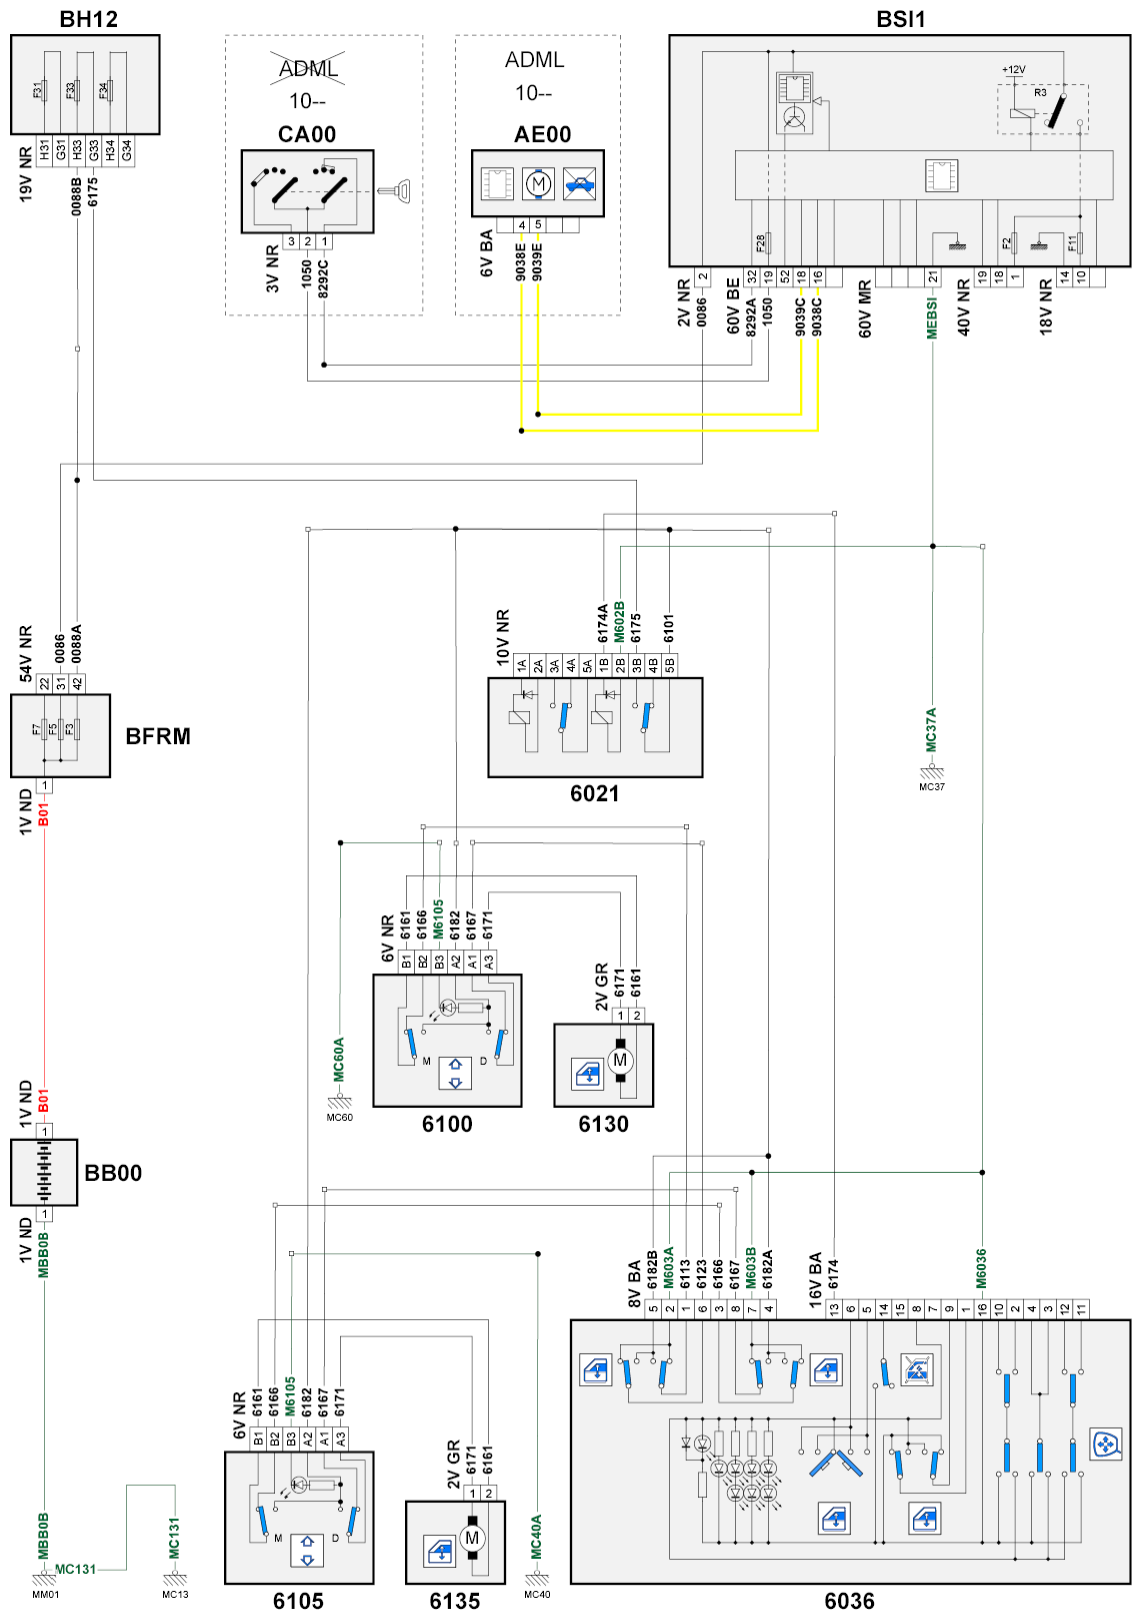 BH12
BSI1
ADML
10--
CA00
ADML
10--
AE00
+12V
R3
F31
F33
F34
H31
G31
H33
G33
H34
G34
19V NR
0088B
6175
3
2
1
3V NR
1050
8292C
M
4
5
6V BA
9038E
9039E
F28
F2
F11
2
32
19
52
18
16
21
19
18
1
14
10
2V NR
0086
60V BE
8292A
1050
9039C
9038C
60V MR
MEBSI
40V NR
18V NR
54V NR
0086
0088A
22
31
42
F7
F5
F3
BFRM
1
1V ND
B01
10V NR
6174A
M602B
6175
6101
1A
2A
3A
4A
5A
1B
2B
3B
4B
5B
6021
MC37A
MC37
6V NR
6161
6166
M6105
6182
6167
6171
B1
B2
B3
A2
A1
A3
M
D
6100
MC60A
MC60
2V GR
6171
6161
1
2
M
6130
1V ND
B01
1
BB00
1
1V ND
MBB0B
8V BA
6182B
M603A
6113
6123
6166
6167
M603B
6182A
16V BA
6174
M6036
5
2
1
6
3
8
7
4
13
6
5
14
15
8
7
9
1
16
10
2
4
3
12
11
6036
6V NR
6161
6166
M6105
6182
6167
6171
B1
B2
B3
A2
A1
A3
M
D
6105
2V GR
6171
6161
1
2
M
6135
MC40A
MC40
MBB0B
MC131
MC131
MM01
MC13